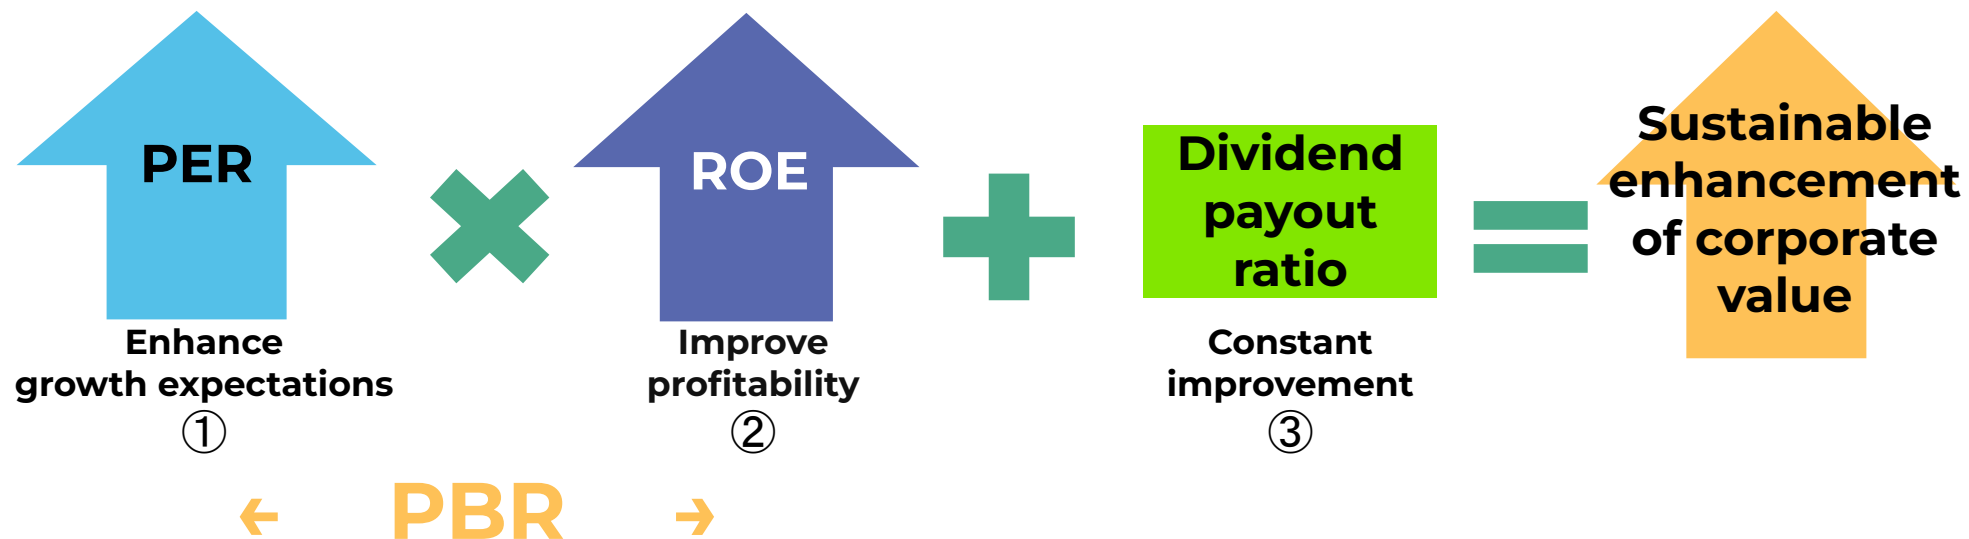 PER
Enhance
growth expectations
①
ROE
Improve
profitability
②
Dividend
payout
ratio
Constant
improvement
③
Sustainable
enhancement
of corporate
value
← PBR →